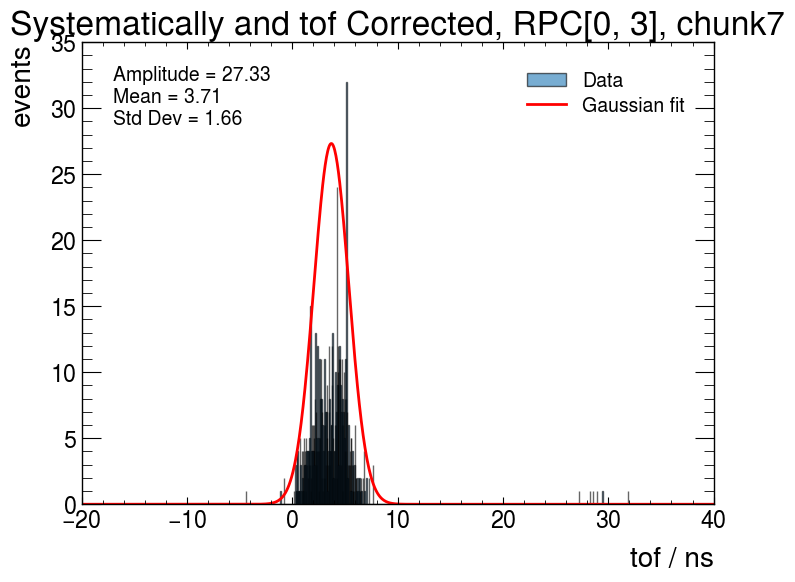 Systematically and tof Corrected, RPC[0, 3], chunk7
events
35
30
25
20
15
10
5
0
Amplitude = 27.33
Mean = 3.71
Std Dev = 1.66
Data
Gaussian fit
−20 −10 0 10 20 30 40
tof / ns